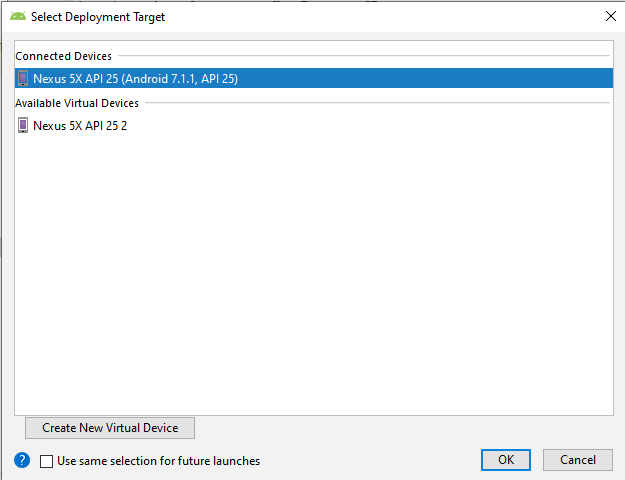 Select Deployment Target
Connected Devices
Nexus 5X API 25 (Android 7.1.1, API 25)
Available Virtual Devices
Nexus 5X API 25 2
Create New Virtual Device
? Use same selection for future launches
OK Cancel